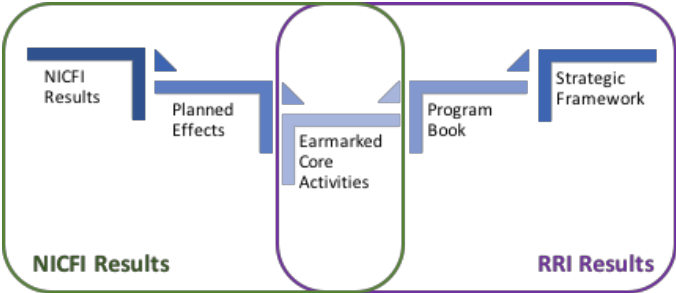 NICFI
Results
Planned
Effects
Earmarked
Core
Activities
Program
Book
Strategic
Framework
NICFI Results
RRI Results